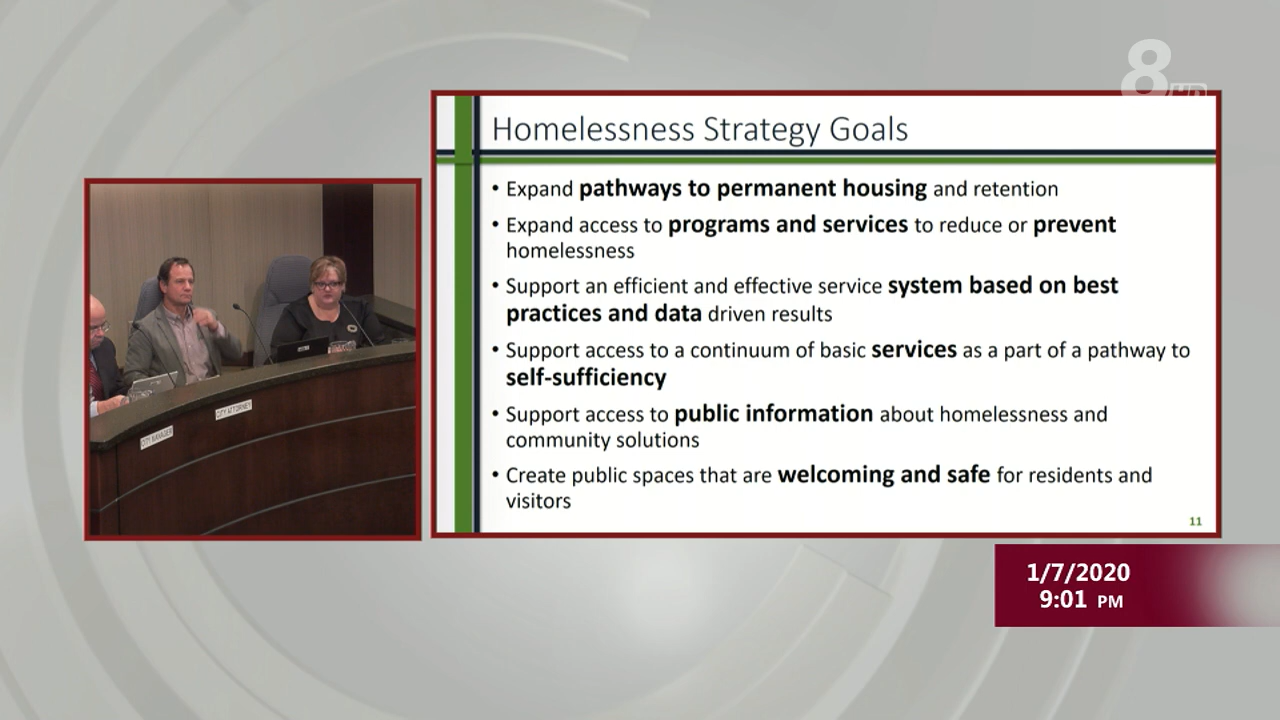 8
HD
Homelessness Strategy Goals
• Expand pathways to permanent housing and retention
• Expand access to programs and services to reduce or prevent
homelessness
• Support an efficient and effective service system based on best
practices and data driven results
• Support access to a continuum of basic services as a part of a pathway to
self-sufficiency
• Support access to public information about homelessness and
community solutions
• Create public spaces that are welcoming and safe for residents and
visitors
11
CITY MANAGER
CITY ATTORNEY
1/7/2020
9:01 PM